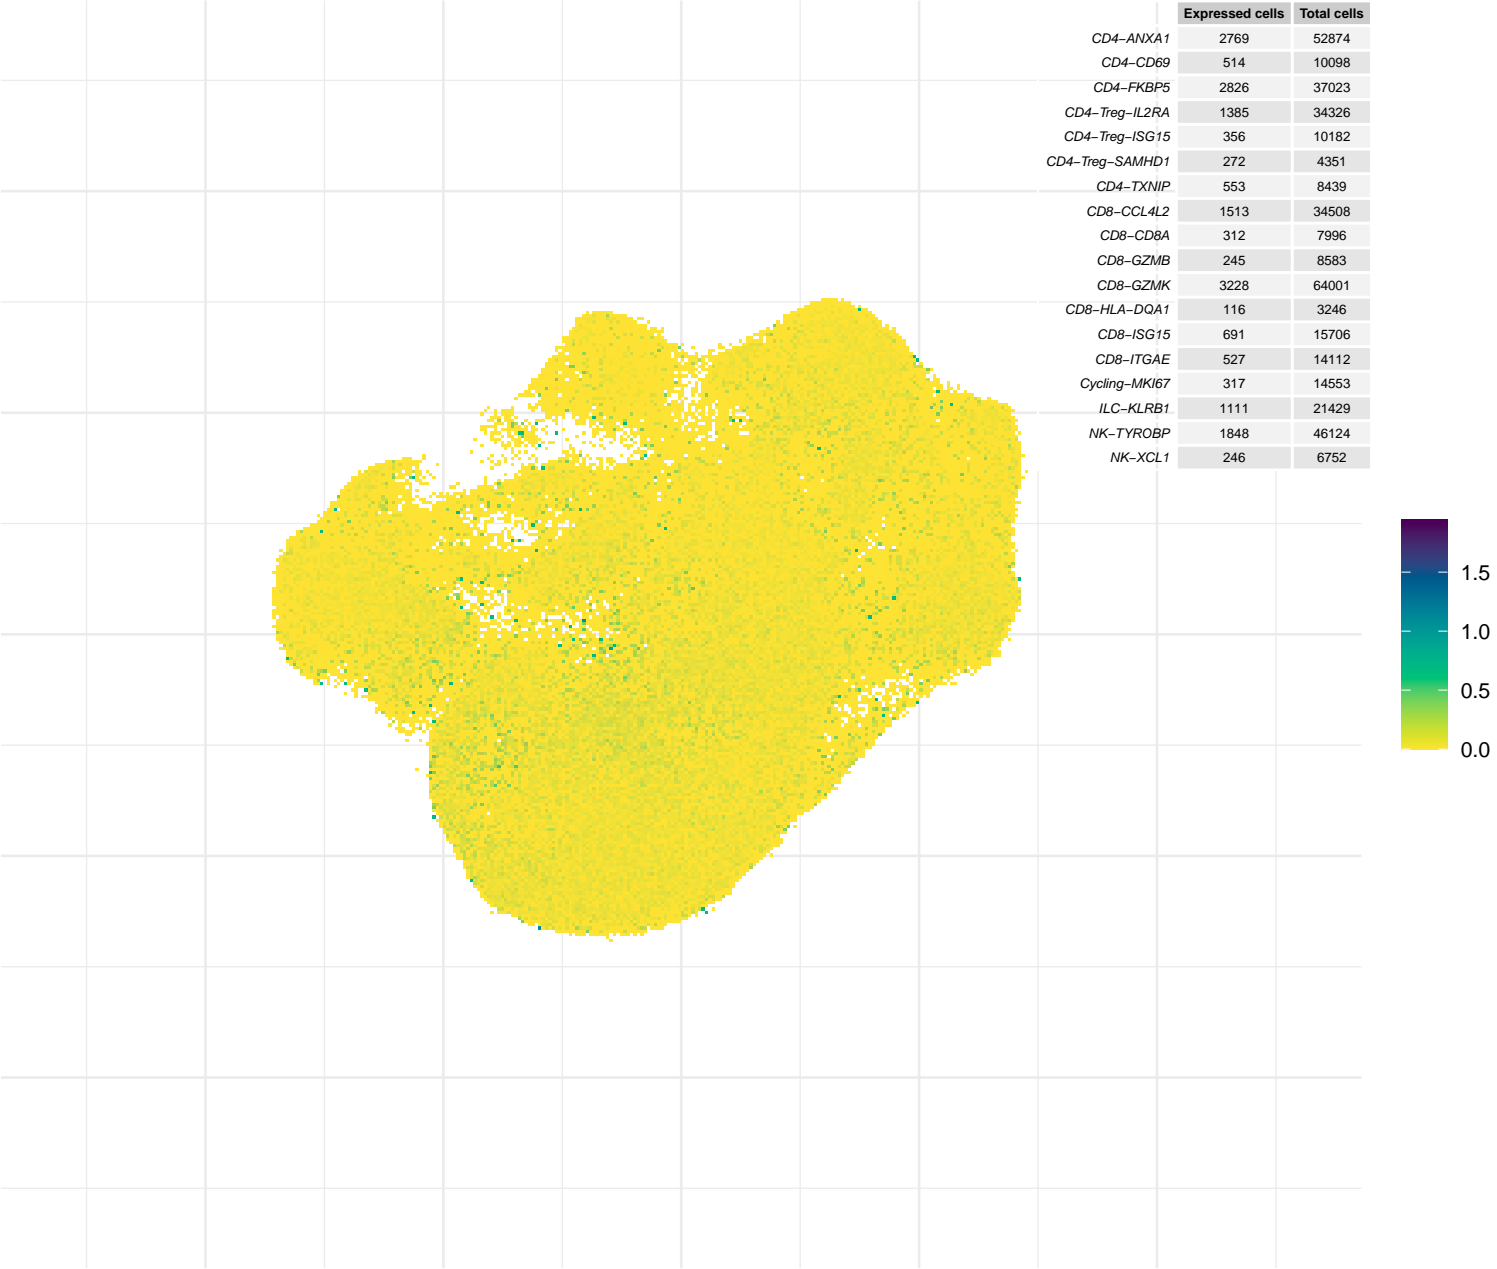 Expressed cells Total cells
CD4−ANXA1 2769 52874
CD4−CD69 514 10098
CD4−FKBP5 2826 37023
CD4−Treg−IL2RA 1385 34326
CD4−Treg−ISG15 356 10182
CD4−Treg−SAMHD1 272 4351
CD4−TXNIP 553 8439
CD8−CCL4L2 1513 34508
CD8−CD8A 312 7996
CD8−GZMB 245 8583
CD8−GZMK 3228 64001
CD8−HLA−DQA1 116 3246
CD8−ISG15 691 15706
CD8−ITGAE 527 14112
Cycling−MKI67 317 14553
ILC−KLRB1 1111 21429
NK−TYROBP 1848 46124
NK−XCL1 246 6752
1.5
1.0
0.5
0.0